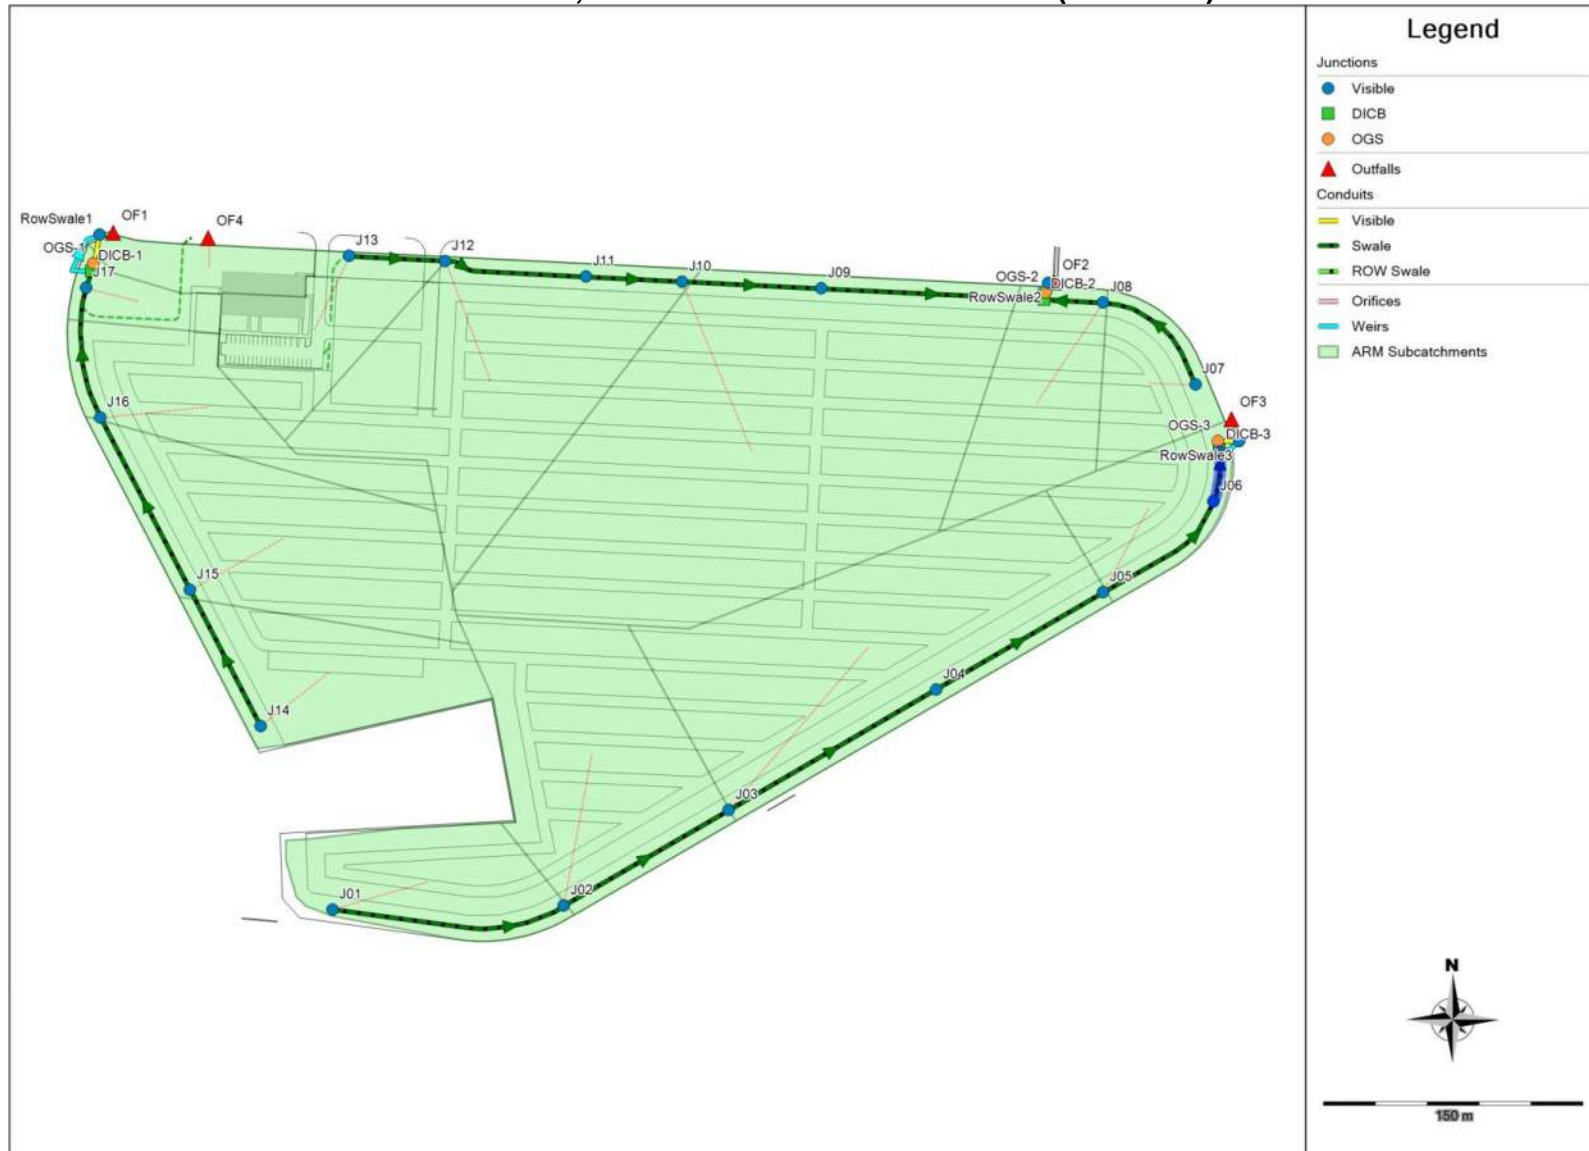 Legend
Junctions
Visible
DICB
OGS
Outfalls
Conduits
Visible
Swale
ROW Swale
Orifices
Weirs
ARM Subcatchments
RowSwale1
OF1
OF4
OGS-1
DICB-1
J17
J13
J12
J11
J10
J09
OGS-2
OF2
DICB-2
RowSwale2
J08
J07
OF3
OGS-3
DICB-3
RowSwale3
J06
J16
J15
J05
J14
J04
J03
J02
J01
N
150 m